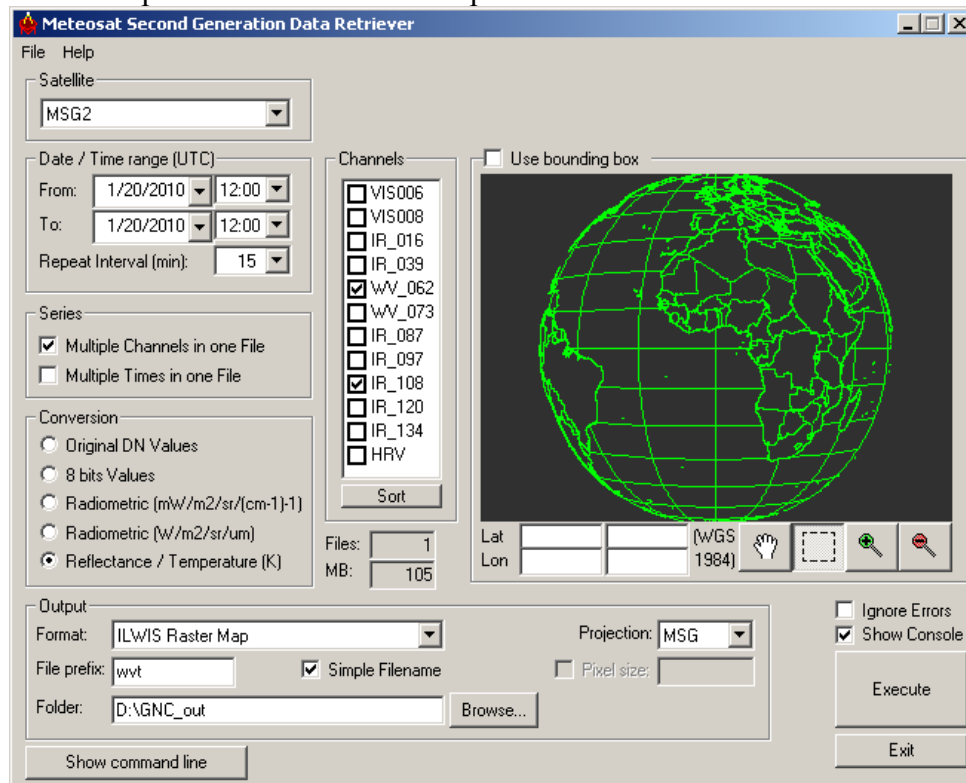 Meteosat Second Generation Data Retriever
File Help
Satellite
MSG2
Date / Time range (UTC)
From: 1/20/2010 12:00
To: 1/20/2010 12:00
Repeat Interval (min): 15
Series
Multiple Channels in one File
Multiple Times in one File
Conversion
Original DN Values
8 bits Values
Radiometric (mW/m2/sr/(cm-1)-1)
Radiometric (W/m2/sr/um)
Reflectance / Temperature (K)
Channels
VIS006
VIS008
IR_016
IR_039
WV_062
WV_073
IR_087
IR_097
IR_108
IR_120
IR_134
HRV
Sort
Files: 1
MB: 105
Use bounding box
Lat
Lon
(WGS
1984)
Output
Format: ILWIS Raster Map
Projection: MSG
File prefix: wvt
Simple Filename
Pixel size:
Folder: D:\GNC_out
Browse...
Ignore Errors
Show Console
Execute
Exit
Show command line